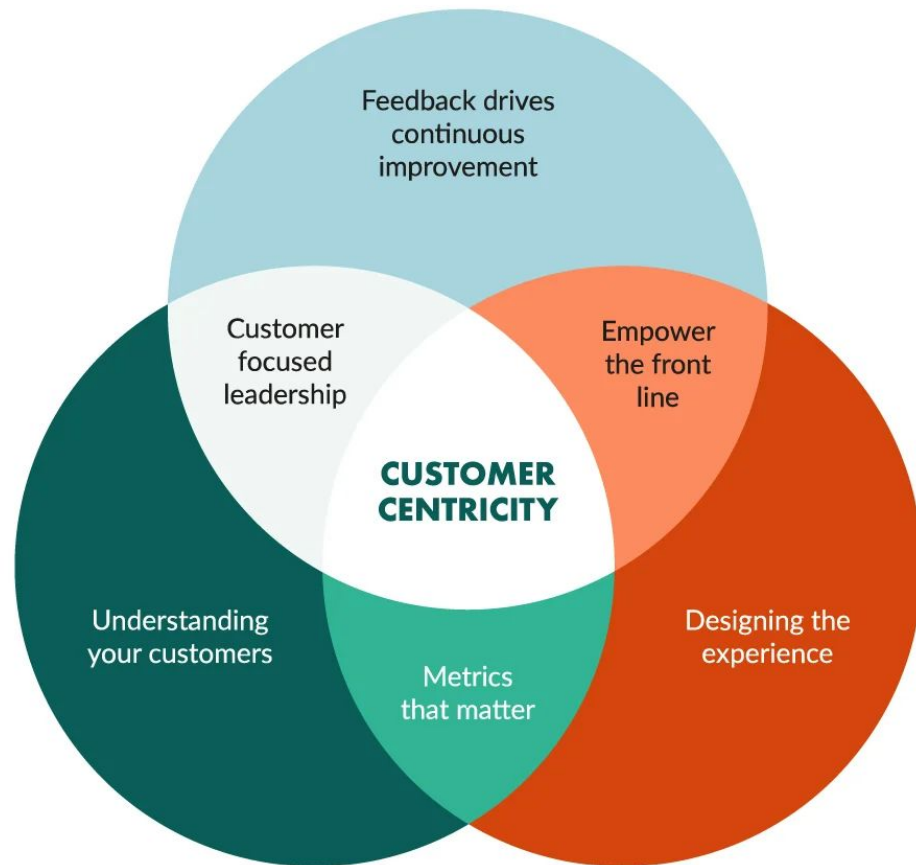 Feedback drives
continuous
improvement
Customer
focused
leadership
Empower
the front
line
CUSTOMER
CENTRICITY
Understanding
your customers
Designing the
experience
Metrics
that matter